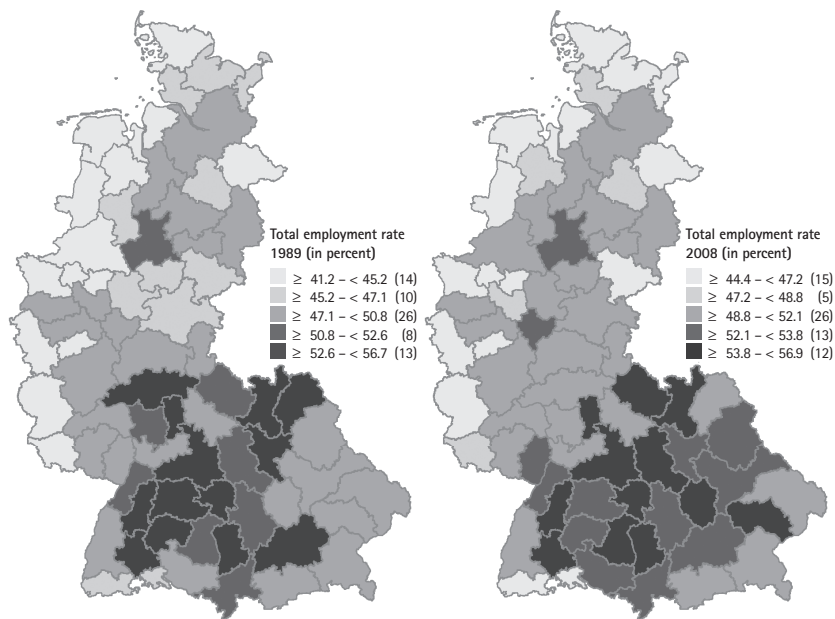 Total employment rate
1989 (in percent)
≥ 41.2 – < 45.2 (14)
≥ 45.2 – < 47.1 (10)
≥ 47.1 – < 50.8 (26)
≥ 50.8 – < 52.6 (8)
≥ 52.6 – < 56.7 (13)
Total employment rate
2008 (in percent)
≥ 44.4 – < 47.2 (15)
≥ 47.2 – < 48.8 (5)
≥ 48.8 – < 52.1 (26)
≥ 52.1 – < 53.8 (13)
≥ 53.8 – < 56.9 (12)